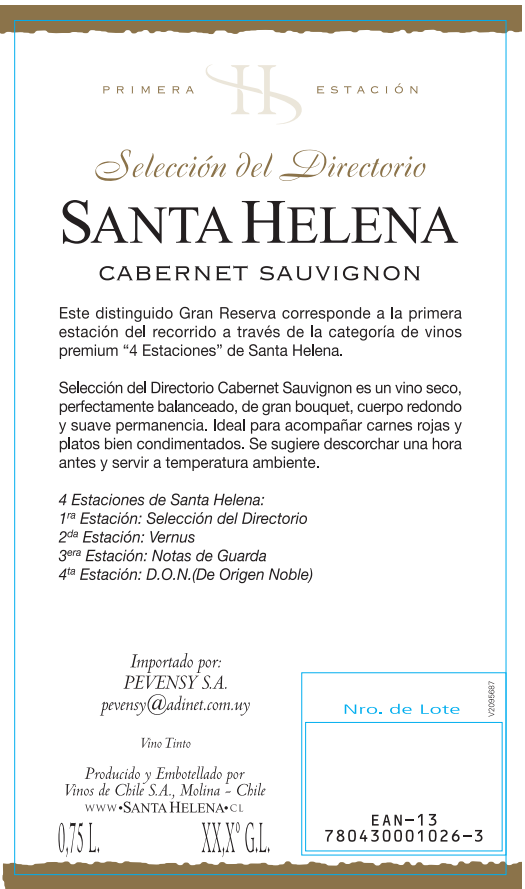 PRIMERA H ESTACIÓN
Selección del Directorio
SANTA HELENA
CABERNET SAUVIGNON
Este distinguido Gran Reserva corresponde a la primera
estación del recorrido a través de la categoría de vinos
premium “4 Estaciones” de Santa Helena.
Selección del Directorio Cabernet Sauvignon es un vino seco,
perfectamente balanceado, de gran bouquet, cuerpo redondo
y suave permanencia. Ideal para acompañar carnes rojas y
platos bien condimentados. Se sugiere descorchar una hora
antes y servir a temperatura ambiente.
4 Estaciones de Santa Helena:
1ra Estación: Selección del Directorio
2da Estación: Vernus
3era Estación: Notas de Guarda
4ta Estación: D.O.N.(De Origen Noble)
Importado por:
PEVENSY S.A.
pevensy@adinet.com.uy
Vino Tinto
Producido y Embotellado por
Vinos de Chile S.A., Molina - Chile
WWW•SANTA HELENA•CL
0,75 L. XX,Xº G.L.
Nro. de Lote
V2095687
EAN-13
780430001026-3